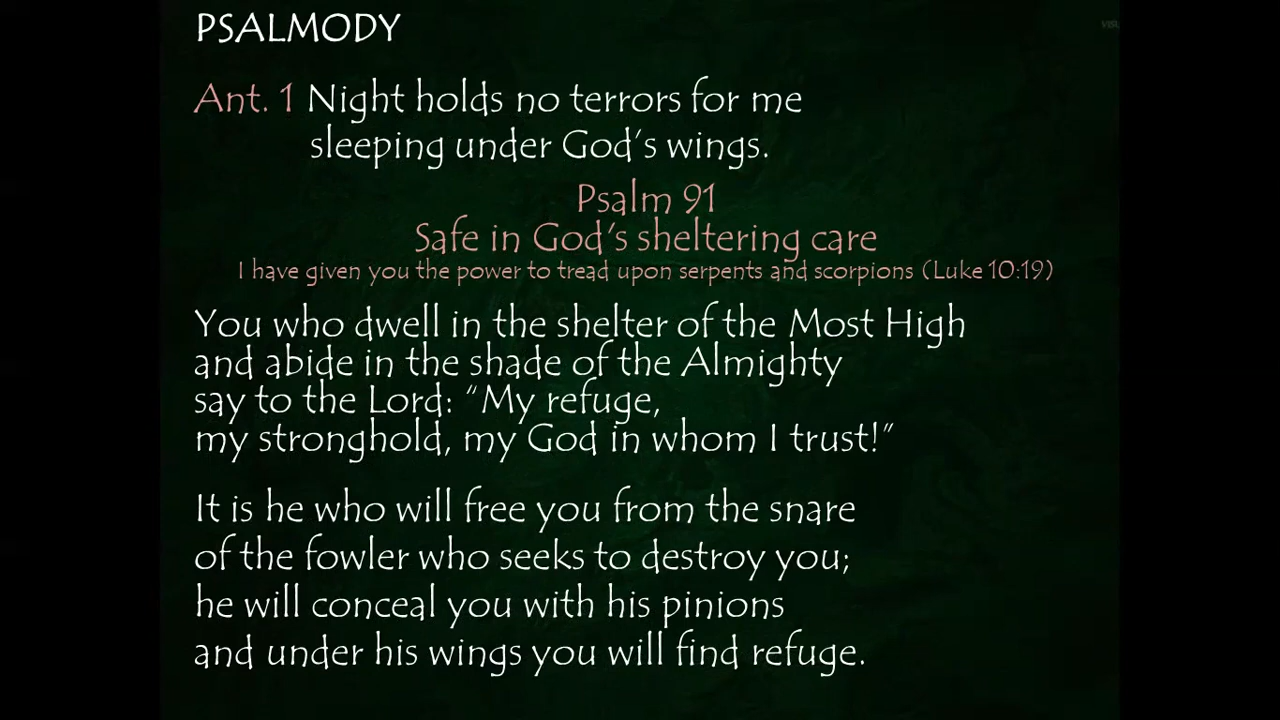 PSALMODY
Ant. 1 Night holds no terrors for me
sleeping under God's wings.
Psalm 91
Safe in God's sheltering care
I have given you the power to tread upon serpents and scorpions (Luke 10:19)
You who dwell in the shelter of the Most High
and abide in the shade of the Almighty
say to the Lord: “My refuge,
my stronghold, my God in whom I trust!”
It is he who will free you from the snare
of the fowler who seeks to destroy you;
he will conceal you with his pinions
and under his wings you will find refuge.